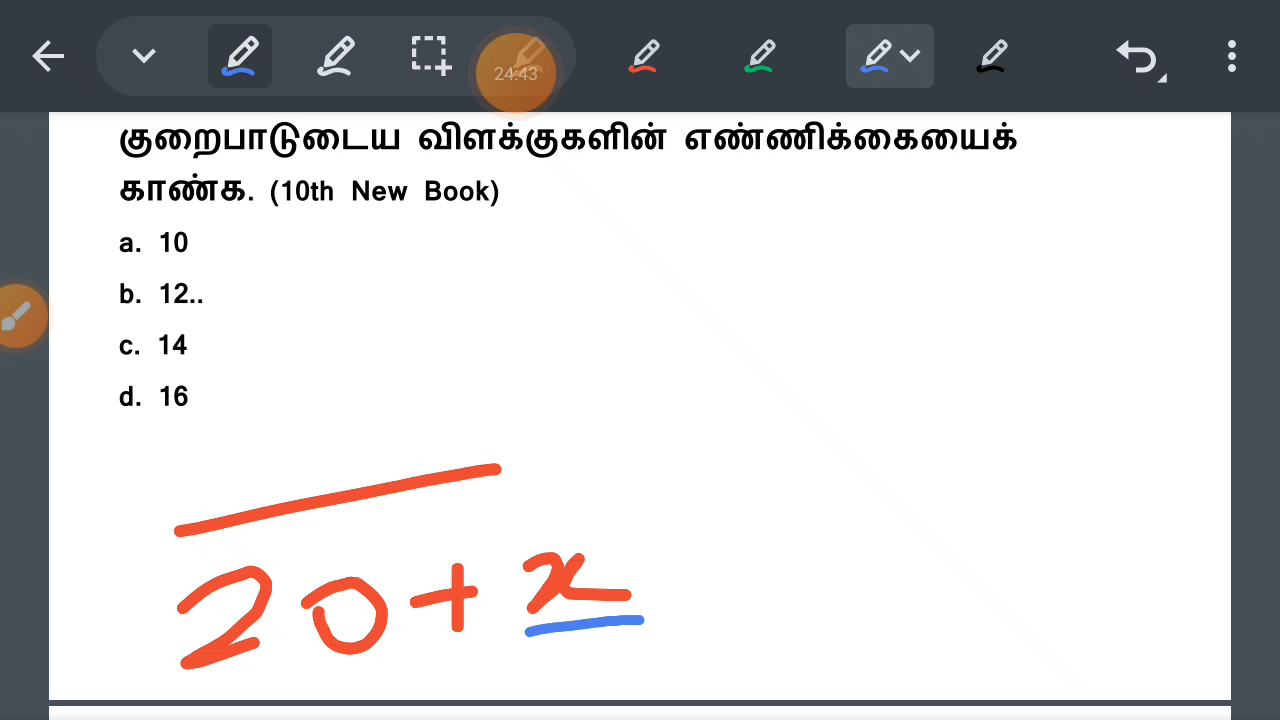 24:43
குறைபாடுடைய விளக்குகளின் எண்ணிக்கையைக்
காண்க. (10th New Book)
a. 10
b. 12..
c. 14
d. 16
20+x